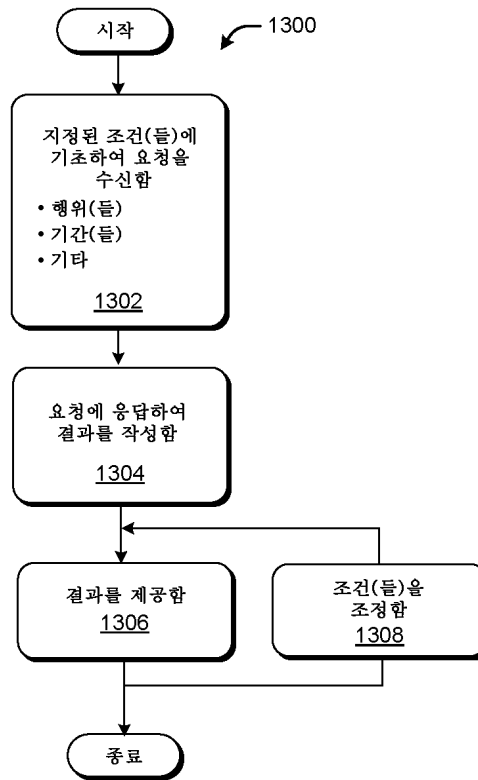 시작
1300
지정된 조건(들)에
기초하여 요청을
수신함
• 행위(들)
• 기간(들)
• 기타
1302
요청에 응답하여
결과를 작성함
1304
결과를 제공함
1306
조건(들)을
조정함
1308
종료